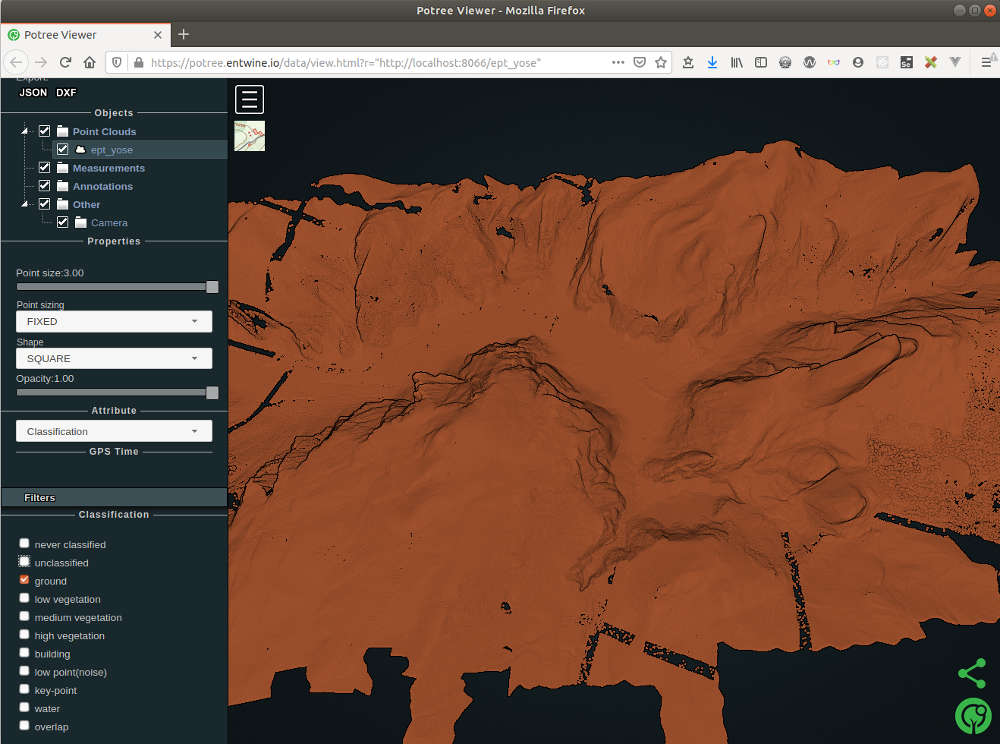 Potree Viewer - Mozilla Firefox
Potree Viewer
https://potree.entwine.io/data/view.html?r="http://localhost:8066/ept_yose"
Export:
JSON DXF
Objects
Point Clouds
ept_yose
Measurements
Annotations
Other
Camera
Properties
Point size:3.00
Point sizing
FIXED
Shape
SQUARE
Opacity:1.00
Attribute
Classification
GPS Time
Filters
Classification
never classified
unclassified
ground
low vegetation
medium vegetation
high vegetation
building
low point(noise)
key-point
water
overlap